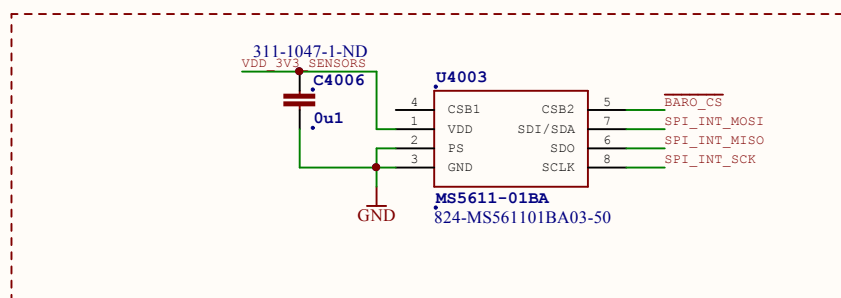 311-1047-1-ND
VDD_3V3_SENSORS
C4006
0u1
U4003
4 CSB1 CSB2 5 BARO_CS
1 VDD SDI/SDA 7 SPI_INT_MOSI
2 PS SDO 6 SPI_INT_MISO
3 GND SCLK 8 SPI_INT_SCK
MS5611-01BA
824-MS561101BA03-50
GND